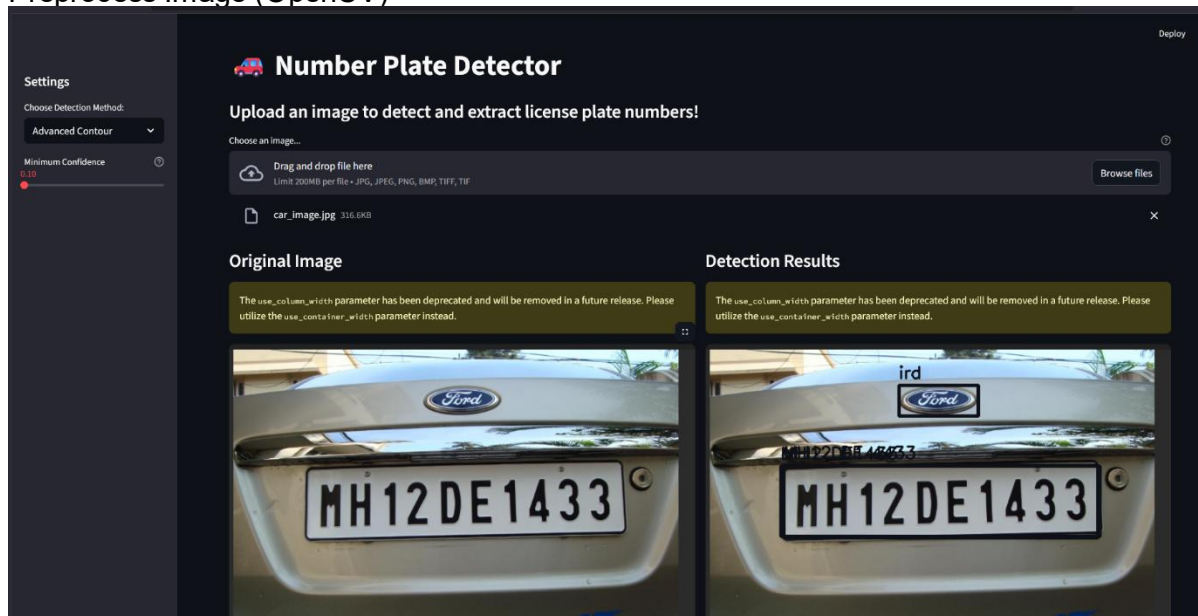 Preprocess Image (OpenCV)
Deploy
Settings
Choose Detection Method:
Advanced Contour
Minimum Confidence
0.10
🚗 Number Plate Detector
Upload an image to detect and extract license plate numbers!
Choose an image...
Drag and drop file here
Limit 200MB per file • JPG, JPEG, PNG, BMP, TIFF, TIF
Browse files
car_image.jpg 316.6KB
Original Image
The use_column_width parameter has been deprecated and will be removed in a future release. Please
utilize the use_container_width parameter instead.
Ford
MH12DE1433
Detection Results
The use_column_width parameter has been deprecated and will be removed in a future release. Please
utilize the use_container_width parameter instead.
ird
Ford
MH12DE1433